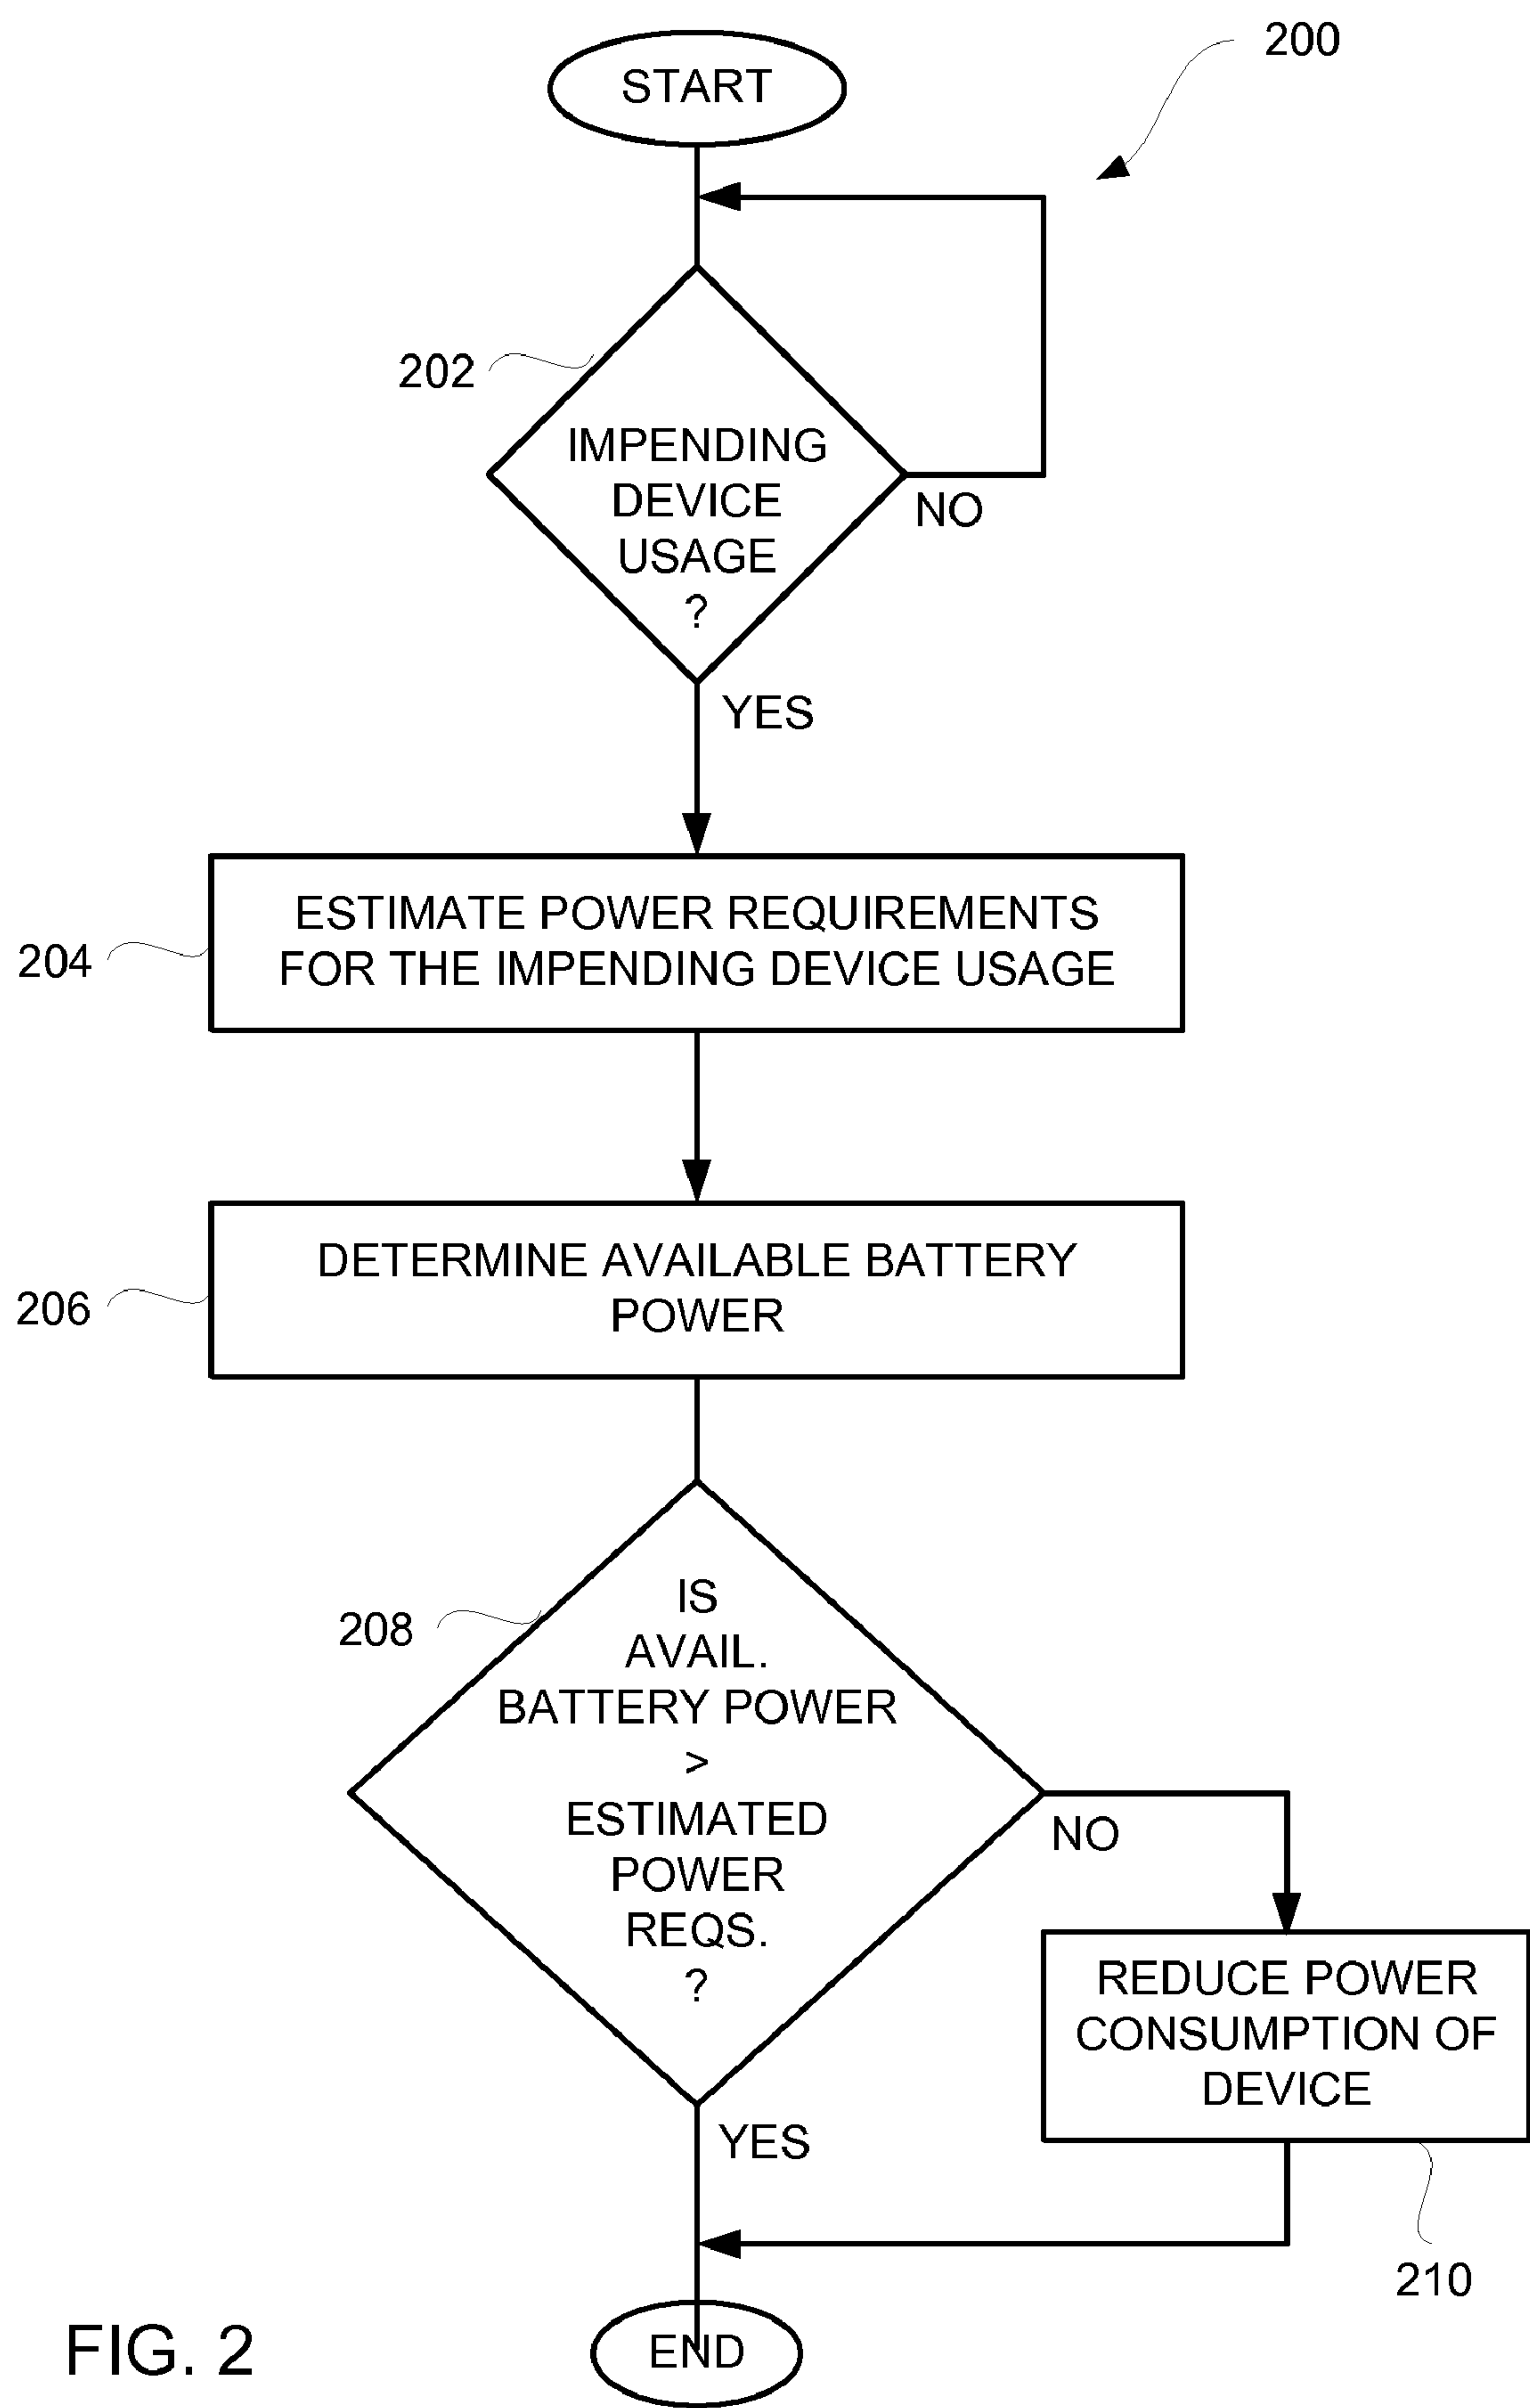 START
200
202
IMPENDING
DEVICE
USAGE
?
NO
YES
204
ESTIMATE POWER REQUIREMENTS
FOR THE IMPENDING DEVICE USAGE
206
DETERMINE AVAILABLE BATTERY
POWER
208
IS
AVAIL.
BATTERY POWER
>
ESTIMATED
POWER
REQS.
?
NO
REDUCE POWER
CONSUMPTION OF
DEVICE
YES
210
END
FIG. 2